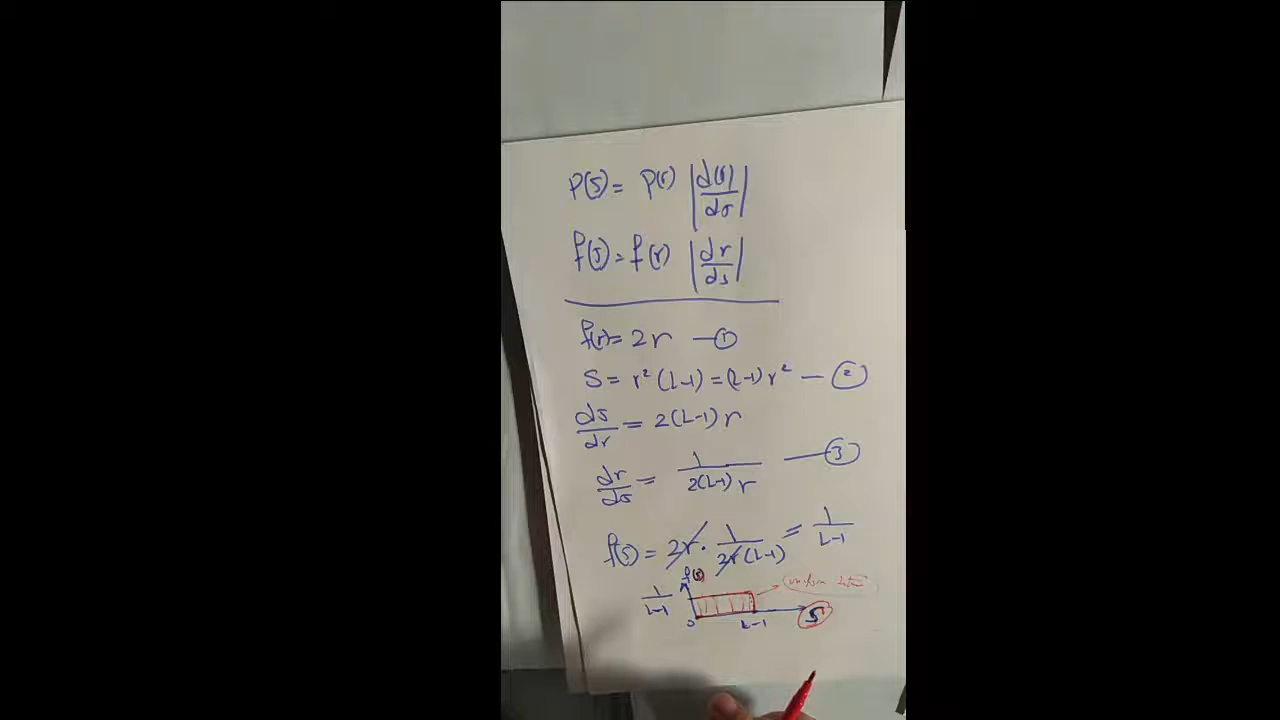 P(s) = P(r) |d(r)/ds|
f(s) = f(r) |dr/ds|
f(r) = 2r — ①
S = r² (L-1) = (L-1) r² — ②
ds/dr = 2(L-1) r
dr/ds = 1/2(L-1) r — ③
f(s) = 2r · 1/2r(L-1) = 1/L-1
f(s)
1/L-1
uniform
0 L-1 S